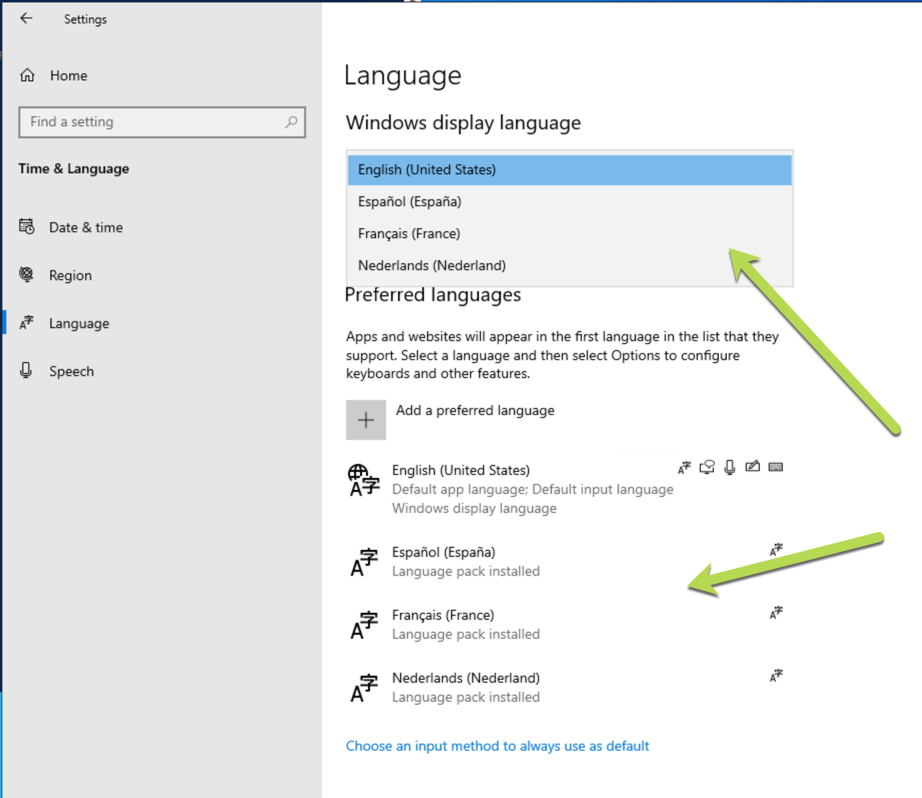 Settings
Home
Find a setting
Time & Language
Date & time
Region
Language
Speech
Language
Windows display language
English (United States)
Español (España)
Français (France)
Nederlands (Nederland)
Preferred languages
Apps and websites will appear in the first language in the list that they
support. Select a language and then select Options to configure
keyboards and other features.
Add a preferred language
English (United States)
Default app language; Default input language
Windows display language
Español (España)
Language pack installed
Français (France)
Language pack installed
Nederlands (Nederland)
Language pack installed
Choose an input method to always use as default